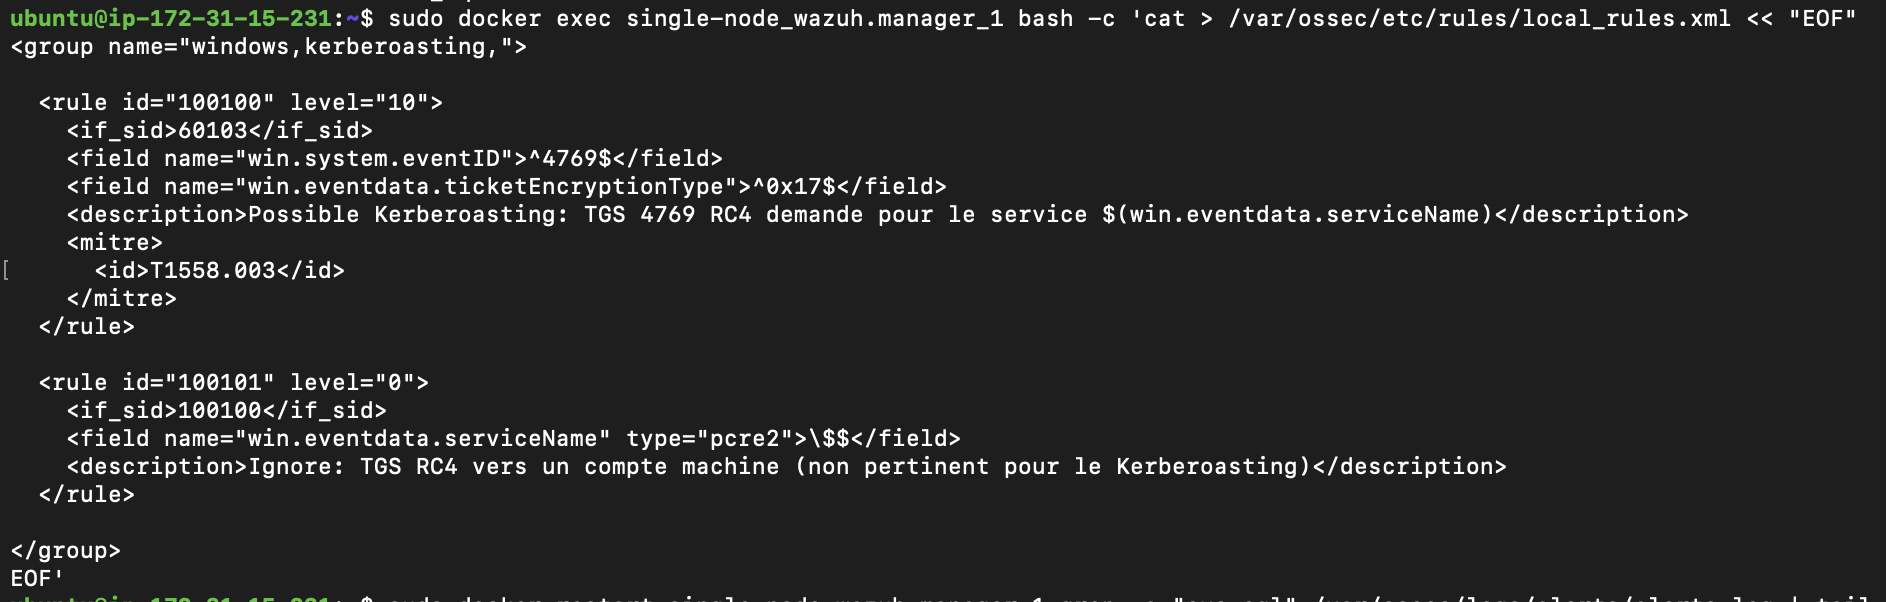 ubuntu@ip-172-31-15-231:~$ sudo docker exec single-node_wazuh.manager_1 bash -c 'cat > /var/ossec/etc/rules/local_rules.xml << "EOF"
<group name="windows,kerberoasting,">
<rule id="100100" level="10">
<if_sid>60103</if_sid>
<field name="win.system.eventID">^4769$</field>
<field name="win.eventdata.ticketEncryptionType">^0x17$</field>
<description>Possible Kerberoasting: TGS 4769 RC4 demande pour le service $(win.eventdata.serviceName)</description>
<mitre>
[ <id>T1558.003</id>
</mitre>
</rule>
<rule id="100101" level="0">
<if_sid>100100</if_sid>
<field name="win.eventdata.serviceName" type="pcre2">\$$</field>
<description>Ignore: TGS RC4 vers un compte machine (non pertinent pour le Kerberoasting)</description>
</rule>
</group>
EOF'